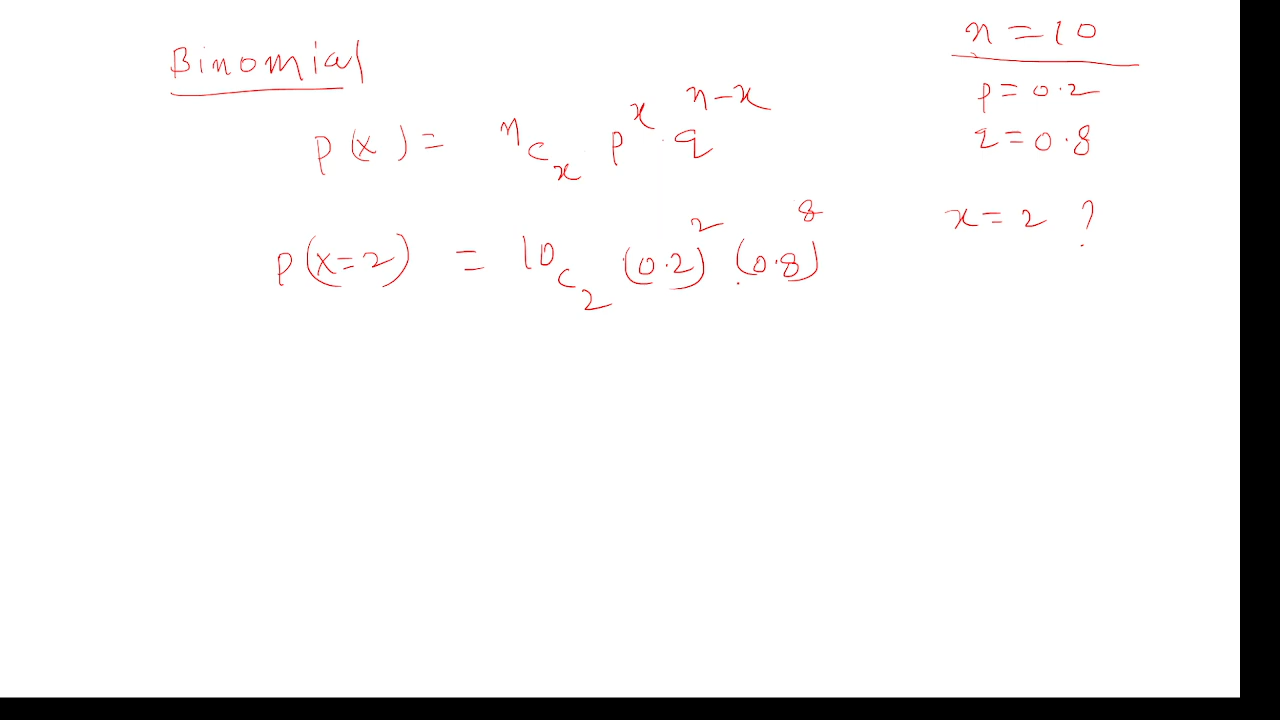 Binomial
n = 10
p = 0.2
q = 0.8
P(x) = ⁿCₓ pˣ · qⁿ⁻ˣ
x = 2 ?
P(x=2) = 10C₂ (0.2)² (0.8)⁸